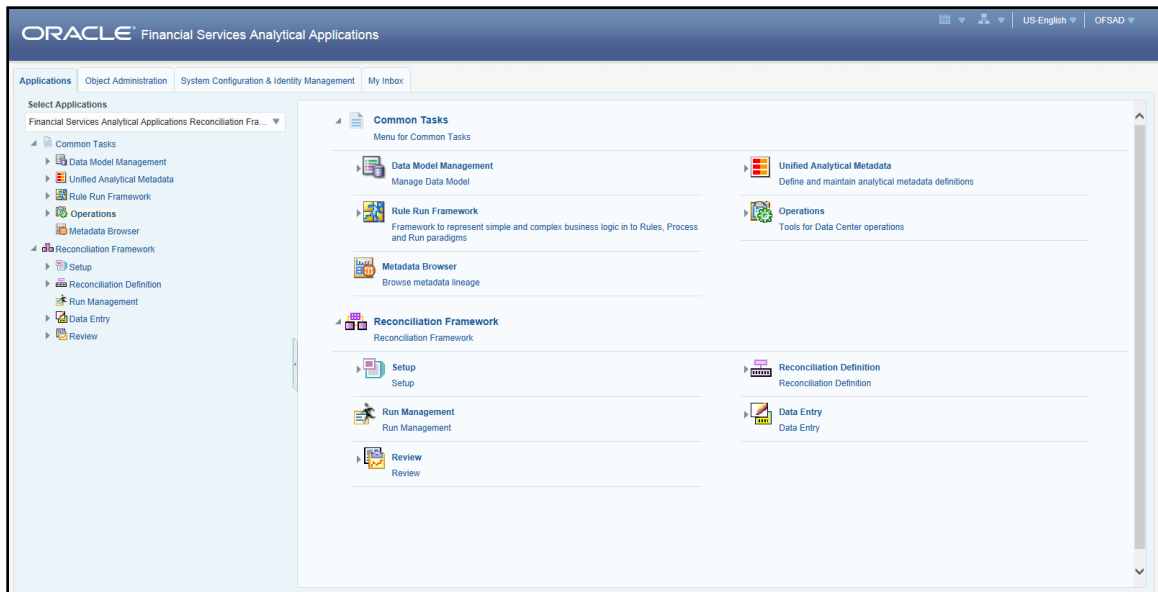 ORACLE® Financial Services Analytical Applications
US-English
OFSAD
Applications
Object Administration
System Configuration & Identity Management
My Inbox
Select Applications
Financial Services Analytical Applications Reconciliation Fra...
Common Tasks
Data Model Management
Unified Analytical Metadata
Rule Run Framework
Operations
Metadata Browser
Reconciliation Framework
Setup
Reconciliation Definition
Run Management
Data Entry
Review
Common Tasks
Menu for Common Tasks
Data Model Management
Manage Data Model
Unified Analytical Metadata
Define and maintain analytical metadata definitions
Rule Run Framework
Framework to represent simple and complex business logic in to Rules, Process
and Run paradigms
Operations
Tools for Data Center operations
Metadata Browser
Browse metadata lineage
Reconciliation Framework
Reconciliation Framework
Setup
Setup
Reconciliation Definition
Reconciliation Definition
Run Management
Run Management
Data Entry
Data Entry
Review
Review